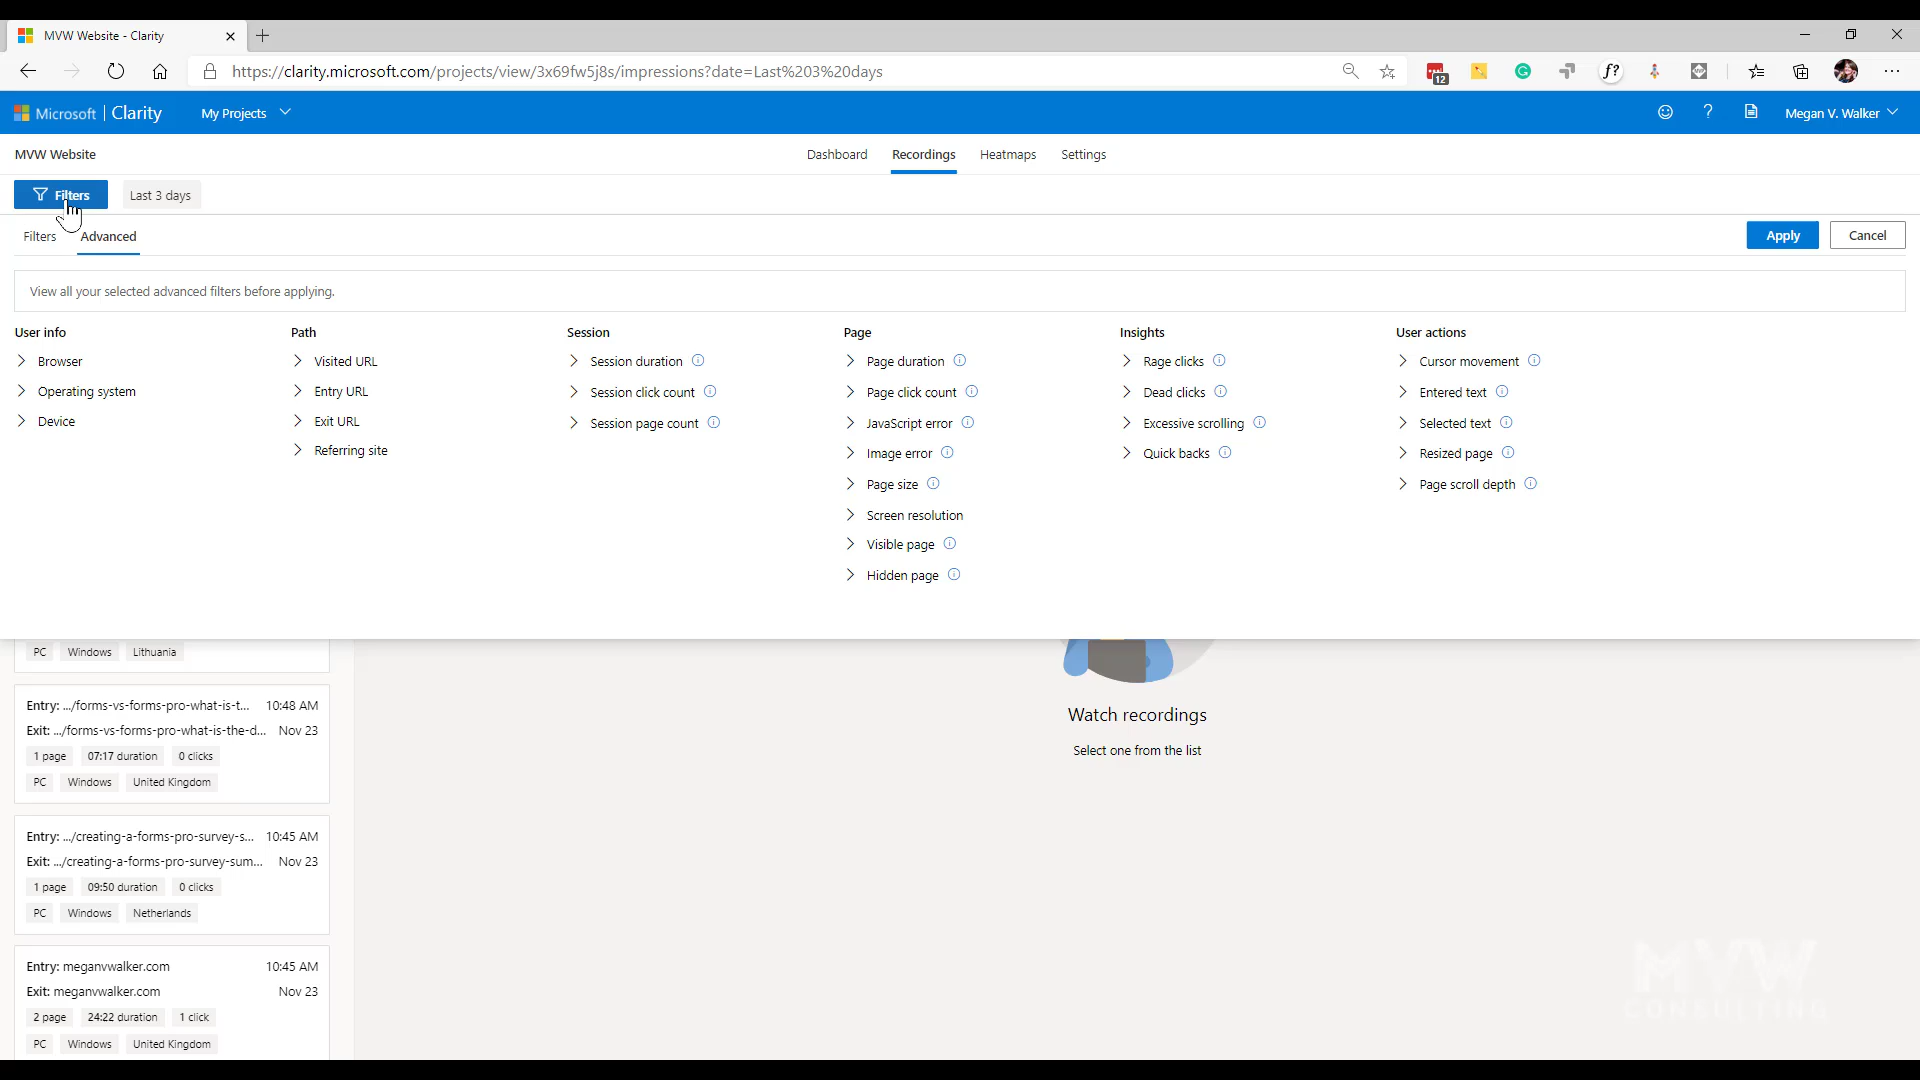 MVW Website - Clarity
https://clarity.microsoft.com/projects/view/3x69fw5j8s/impressions?date=Last%203%20days
12
f?
Microsoft | Clarity
My Projects
?
Megan V. Walker
MVW Website
Dashboard
Recordings
Heatmaps
Settings
Filters
Last 3 days
Filters
Advanced
Apply
Cancel
View all your selected advanced filters before applying.
User info
Browser
Operating system
Device
Path
Visited URL
Entry URL
Exit URL
Referring site
Session
Session duration
Session click count
Session page count
Page
Page duration
Page click count
JavaScript error
Image error
Page size
Screen resolution
Visible page
Hidden page
Insights
Rage clicks
Dead clicks
Excessive scrolling
Quick backs
User actions
Cursor movement
Entered text
Selected text
Resized page
Page scroll depth
PC Windows Lithuania
Entry: .../forms-vs-forms-pro-what-is-t... 10:48 AM
Exit: .../forms-vs-forms-pro-what-is-the-d... Nov 23
1 page 07:17 duration 0 clicks
PC Windows United Kingdom
Entry: .../creating-a-forms-pro-survey-s... 10:45 AM
Exit: .../creating-a-forms-pro-survey-sum... Nov 23
1 page 09:50 duration 0 clicks
PC Windows Netherlands
Entry: meganvwalker.com 10:45 AM
Exit: meganvwalker.com Nov 23
2 page 24:22 duration 1 click
PC Windows United Kingdom
Watch recordings
Select one from the list
MVW
CONSULTING